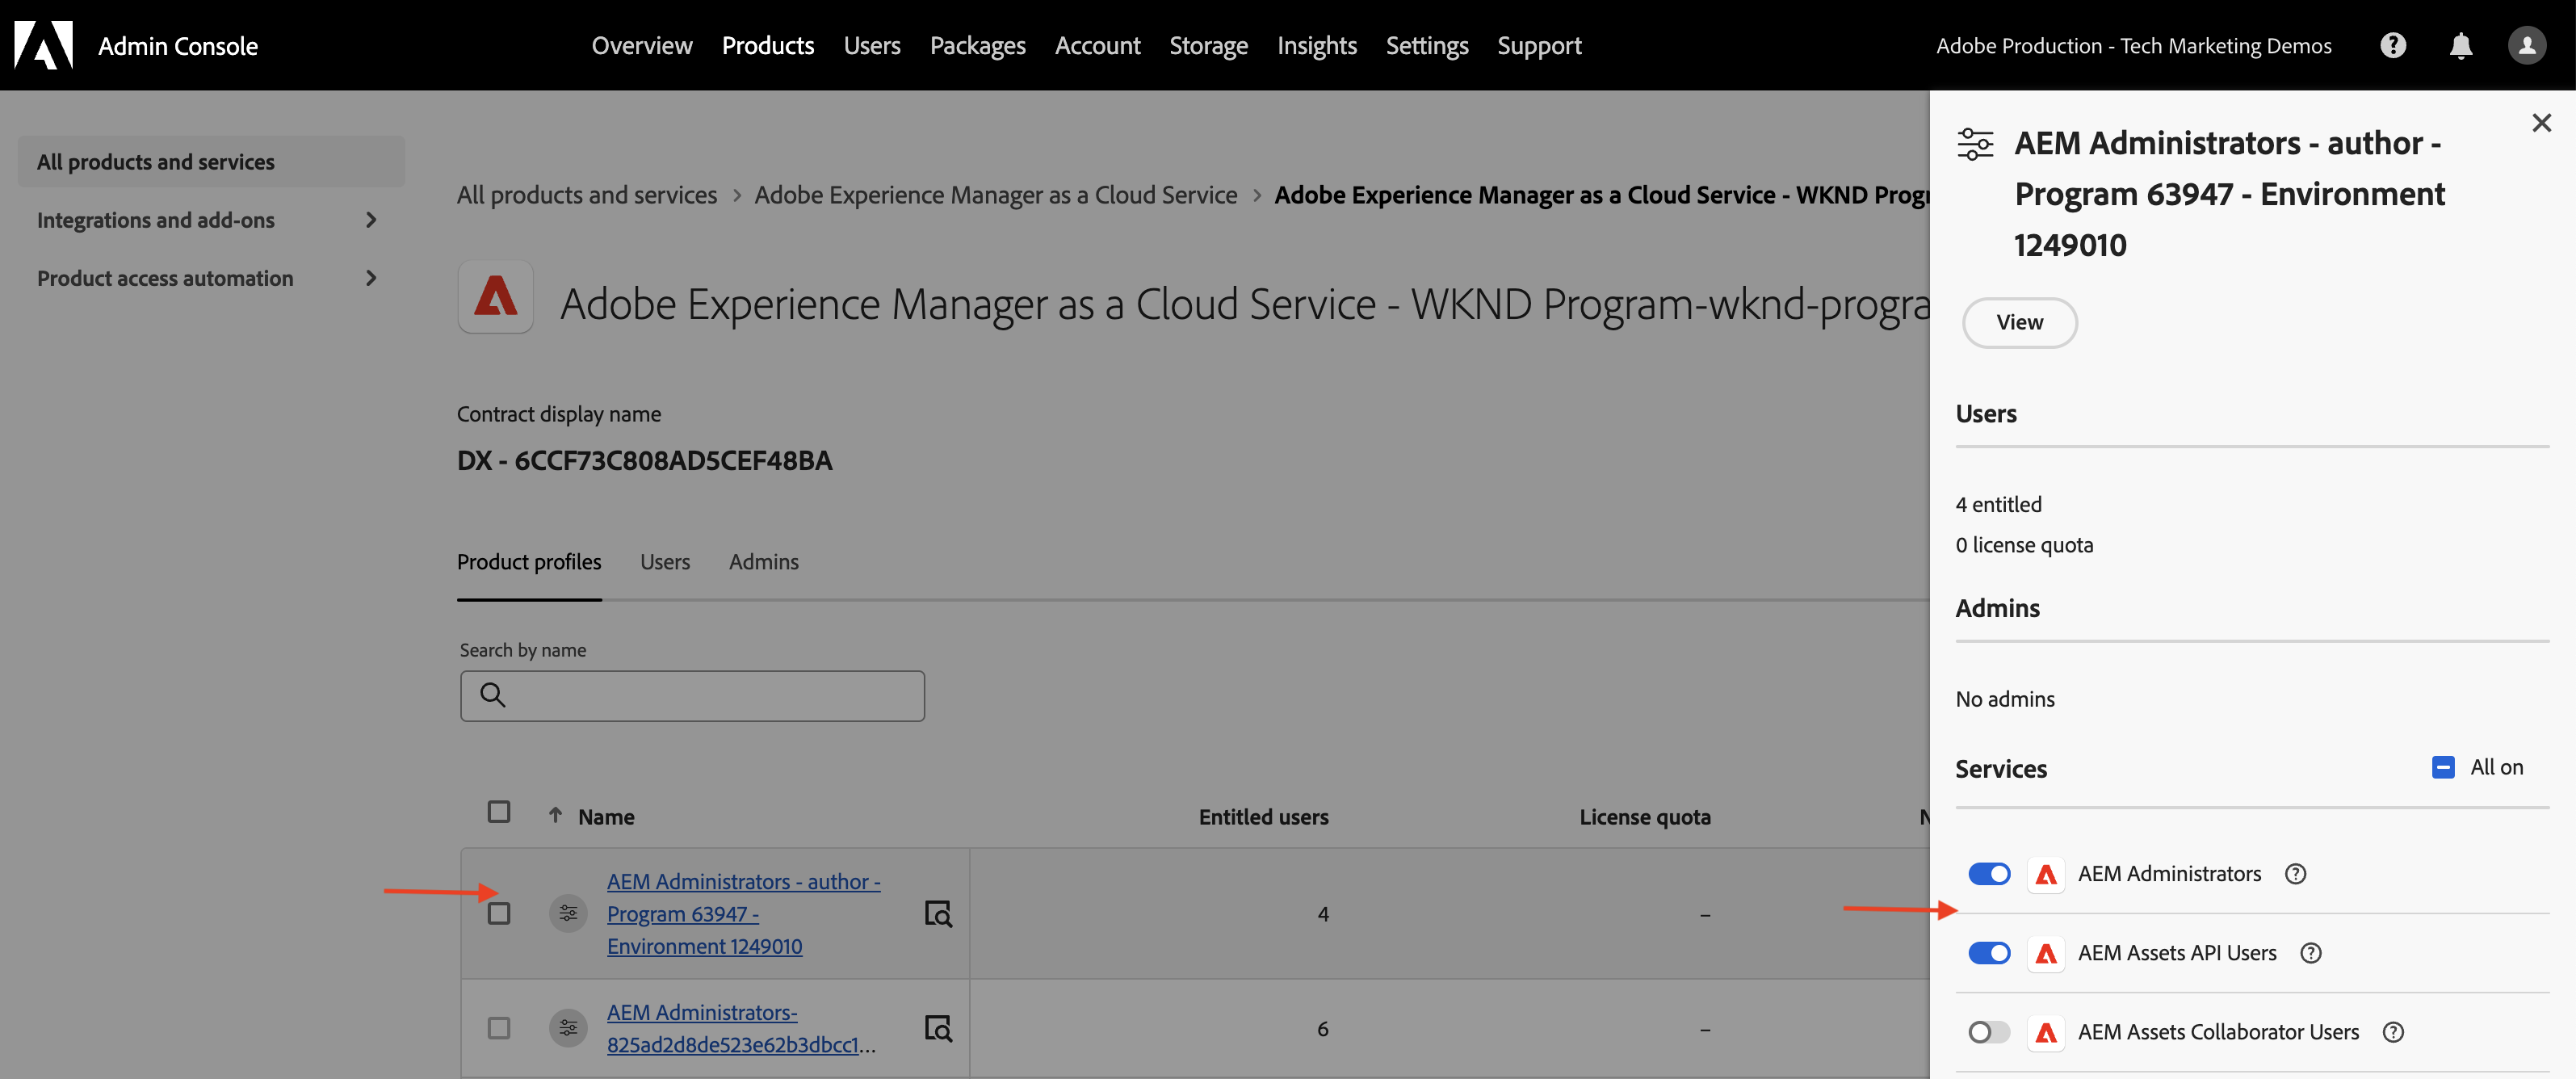 Admin Console
Overview Products Users Packages Account Storage Insights Settings Support
Adobe Production - Tech Marketing Demos
All products and services
Integrations and add-ons
Product access automation
All products and services > Adobe Experience Manager as a Cloud Service > Adobe Experience Manager as a Cloud Service - WKND Progr
Adobe Experience Manager as a Cloud Service - WKND Program-wknd-progra
Contract display name
DX - 6CCF73C808AD5CEF48BA
Product profiles Users Admins
Search by name
Name Entitled users License quota N
AEM Administrators - author -
Program 63947 -
Environment 1249010
4 –
AEM Administrators-
825ad2d8de523e62b3dbcc1...
6 –
AEM Administrators - author -
Program 63947 - Environment
1249010
View
Users
4 entitled
0 license quota
Admins
No admins
Services All on
AEM Administrators
AEM Assets API Users
AEM Assets Collaborator Users